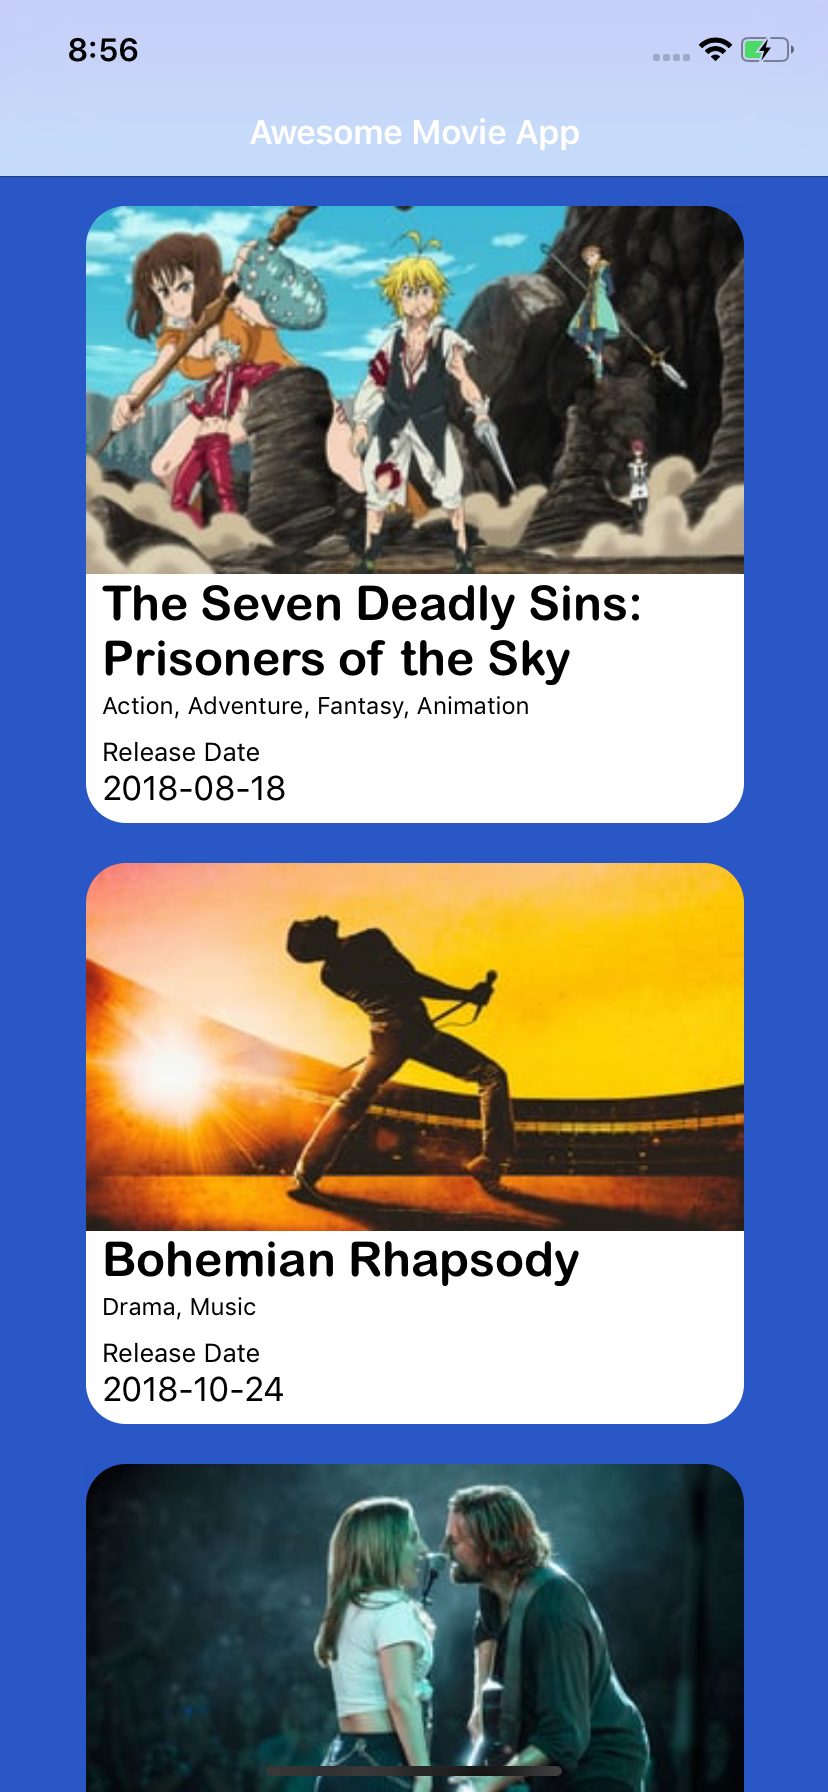 8:56
Awesome Movie App
The Seven Deadly Sins:
Prisoners of the Sky
Action, Adventure, Fantasy, Animation
Release Date
2018-08-18
Bohemian Rhapsody
Drama, Music
Release Date
2018-10-24